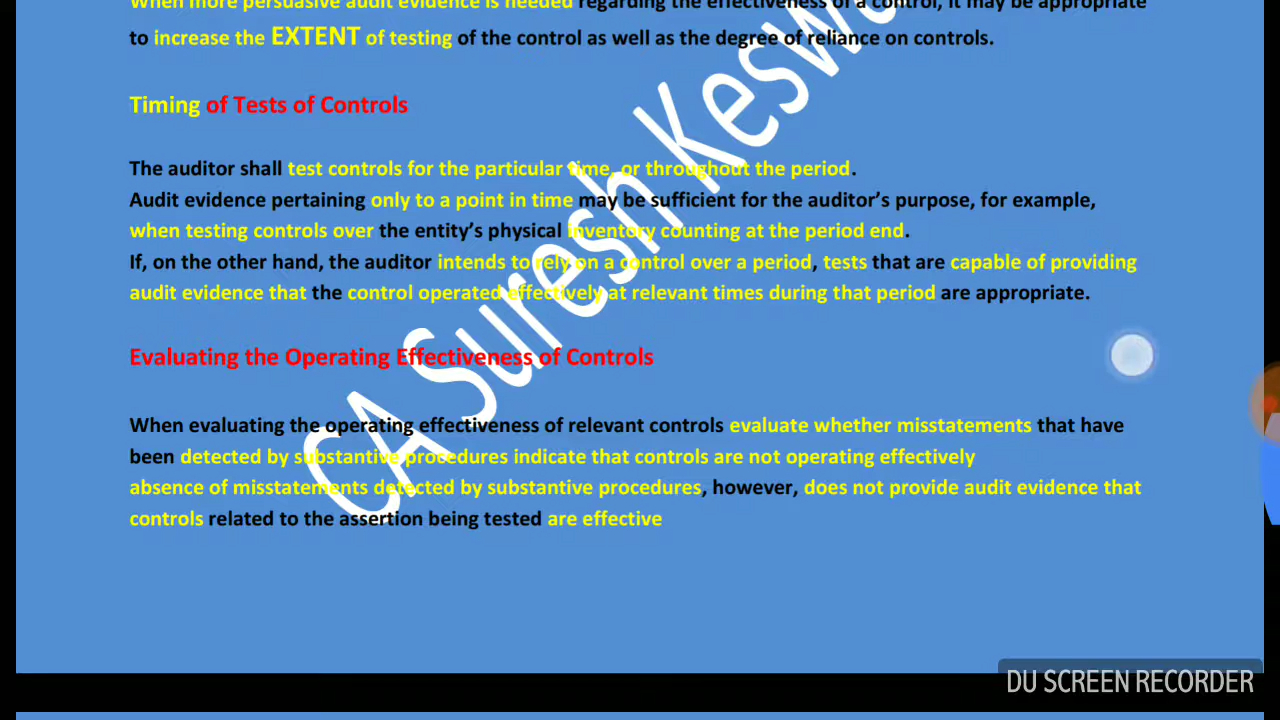 When more persuasive audit evidence is needed regarding the effectiveness of a control, it may be appropriate
to increase the EXTENT of testing of the control as well as the degree of reliance on controls.
Timing of Tests of Controls
The auditor shall test controls for the particular time, or throughout the period.
Audit evidence pertaining only to a point in time may be sufficient for the auditor’s purpose, for example,
when testing controls over the entity’s physical inventory counting at the period end.
If, on the other hand, the auditor intends to rely on a control over a period, tests that are capable of providing
audit evidence that the control operated effectively at relevant times during that period are appropriate.
Evaluating the Operating Effectiveness of Controls
When evaluating the operating effectiveness of relevant controls evaluate whether misstatements that have
been detected by substantive procedures indicate that controls are not operating effectively
absence of misstatements detected by substantive procedures, however, does not provide audit evidence that
controls related to the assertion being tested are effective
CA Suresh
DU SCREEN RECORDER